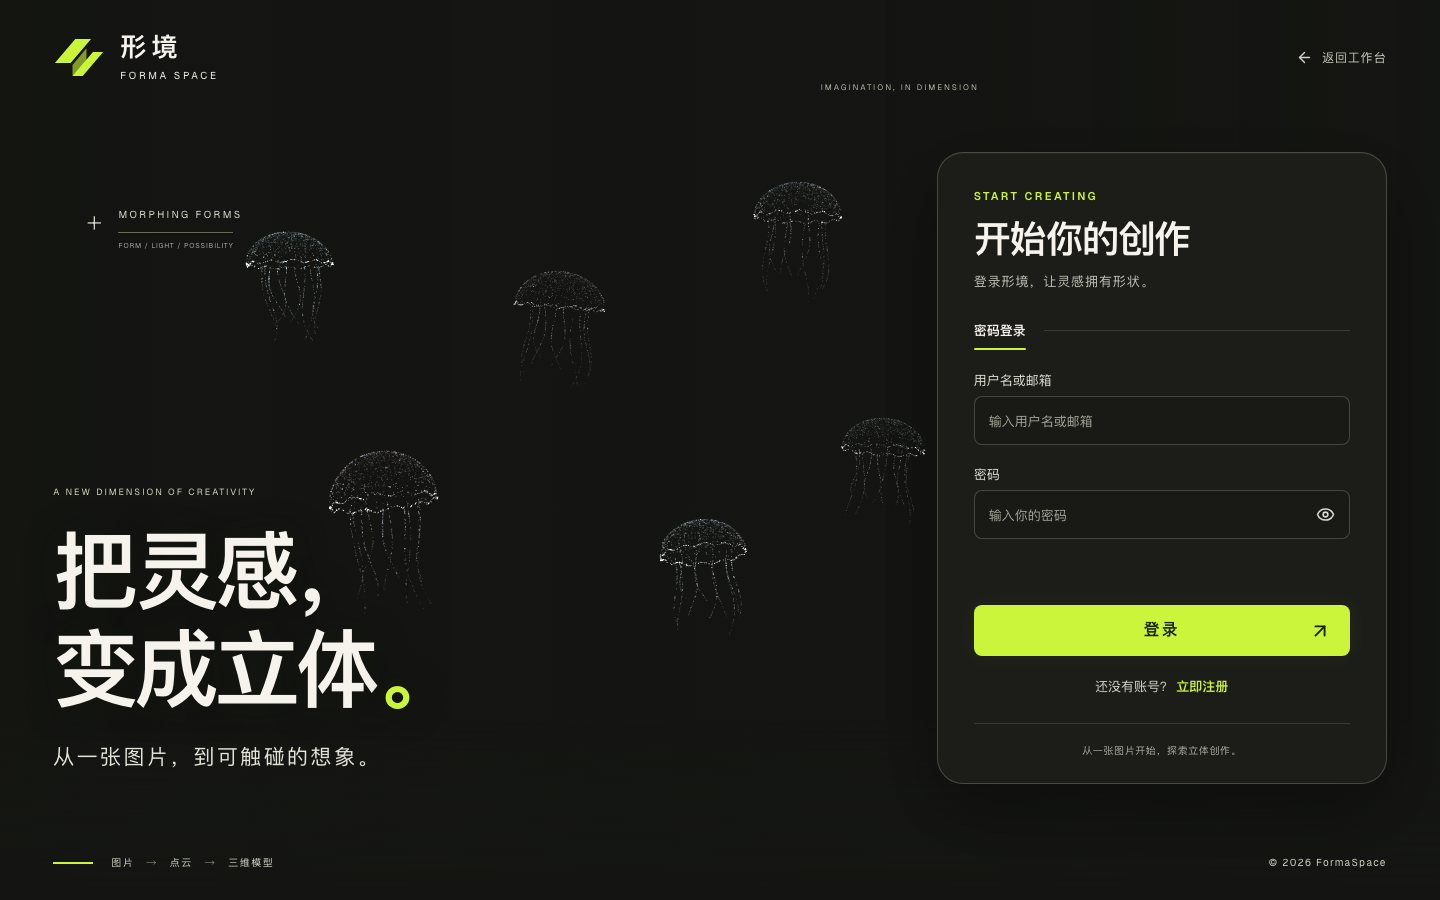 形境
FORMA SPACE
返回工作台
IMAGINATION, IN DIMENSION
MORPHING FORMS
FORM / LIGHT / POSSIBILITY
A NEW DIMENSION OF CREATIVITY
把灵感，
变成立体。
从一张图片，到可触碰的想象。
图片 → 点云 → 三维模型
START CREATING
开始你的创作
登录形境，让灵感拥有形状。
密码登录
用户名或邮箱
输入用户名或邮箱
密码
输入你的密码
登录
还没有账号？ 立即注册
从一张图片开始，探索立体创作。
© 2026 FormaSpace